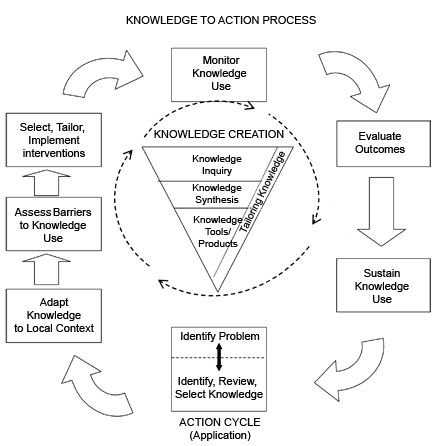 KNOWLEDGE TO ACTION PROCESS
Monitor
Knowledge
Use
KNOWLEDGE CREATION
Knowledge
Inquiry
Knowledge
Synthesis
Knowledge
Tools/
Products
Tailoring Knowledge
Select, Tailor,
Implement
interventions
Assess Barriers
to Knowledge
Use
Adapt
Knowledge
to Local Context
Evaluate
Outcomes
Sustain
Knowledge
Use
Identify Problem
Identify, Review,
Select Knowledge
ACTION CYCLE
(Application)